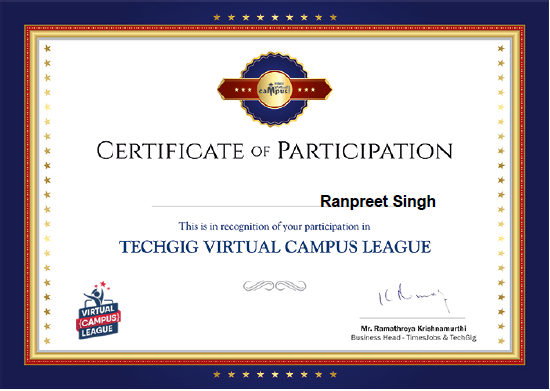 campus
CERTIFICATE OF PARTICIPATION
Ranpreet Singh
This is in recognition of your participation in
TECHGIG VIRTUAL CAMPUS LEAGUE
VIRTUAL
{CAMPUS}
LEAGUE
Mr. Ramathreya Krishnamurthi
Business Head - TimesJobs & TechGig